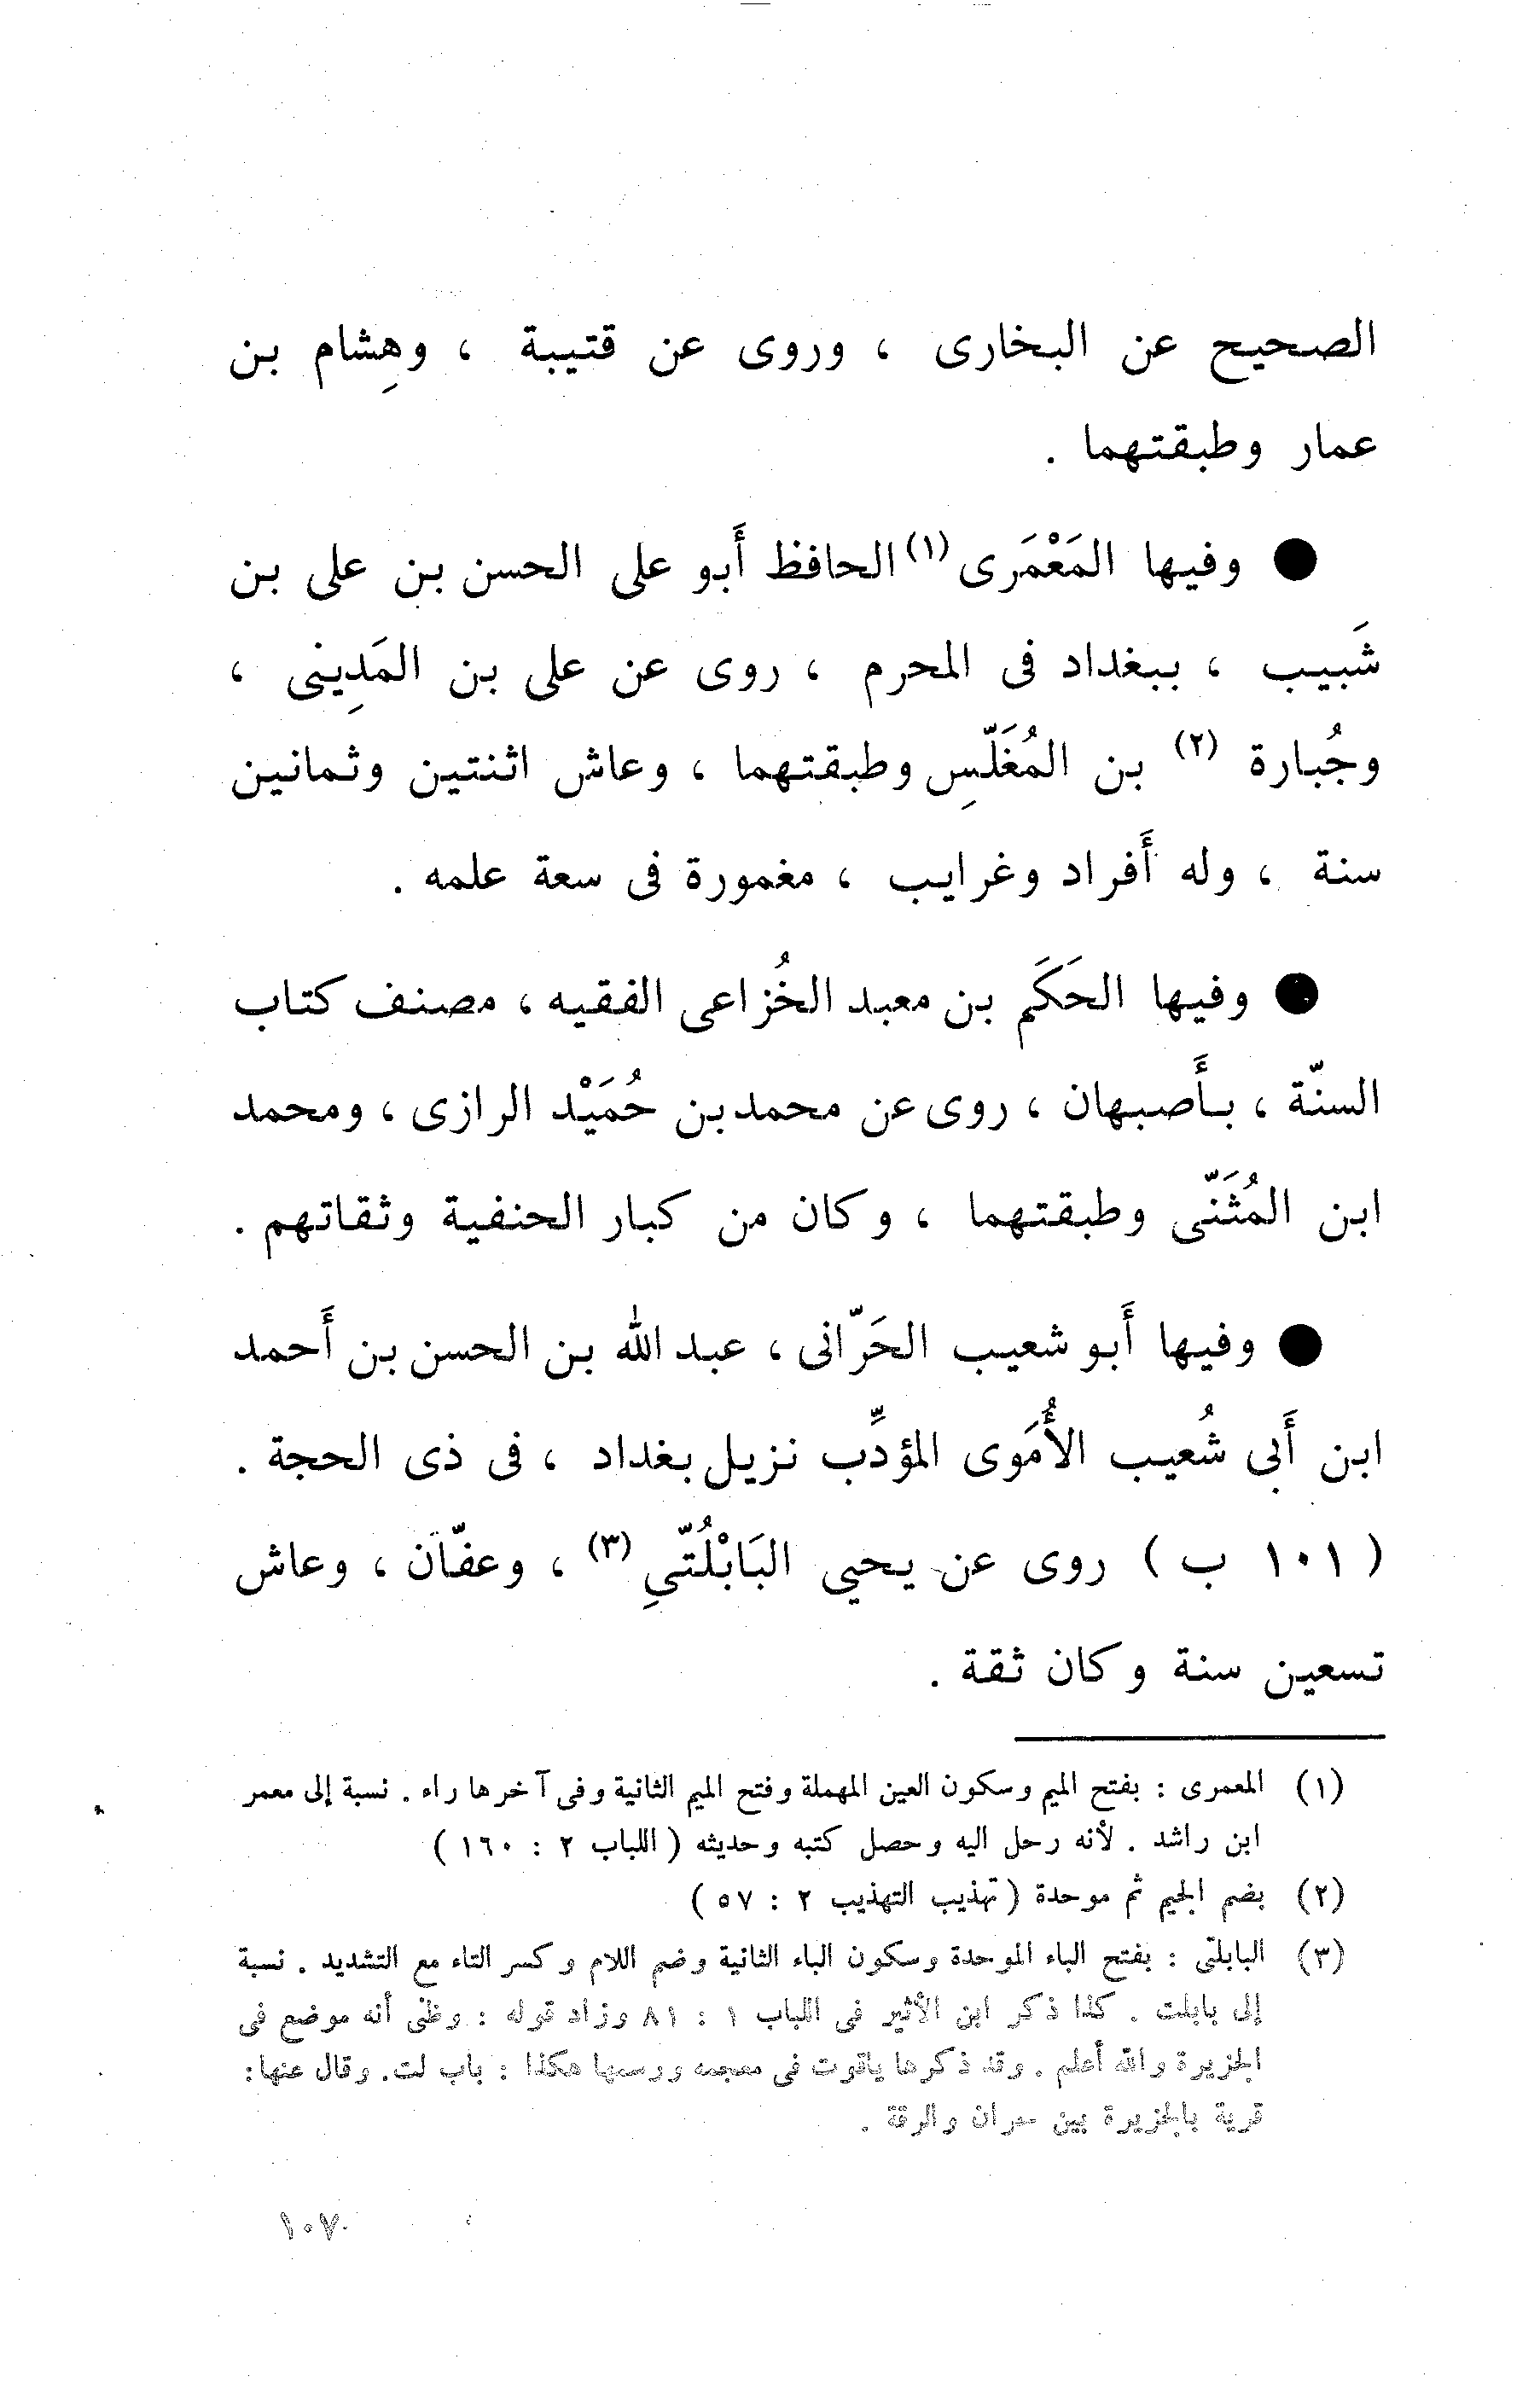 الصحيح عن البخارى ، وروى عن قتيبة ، وهِشام بن
عمار وطبقتهما .
● وفيها المَعْمَرى (١) الحافظ أَبو على الحسن بن على بن
شَبيب ، ببغداد فى المحرم ، روى عن على بن المَدِينى ،
وجُبارة (٢) بن المُغَلّسِ وطبقتهما ، وعاش اثنتين وثمانين
سنة ، وله أَفراد وغرايب ، مغمورة فى سعة علمه .
● وفيها الحَكَم بن معبد الخُزاعى الفقيه ، مصنف كتاب
السنّة ، بأَصبهان ، روى عن محمد بن حُمَيْد الرازى ، ومحمد
ابن المُثَنّى وطبقتهما ، وكان من كبار الحنفية وثقاتهم .
● وفيها أَبو شعيب الحَرّانى ، عبد الله بن الحسن بن أَحمد
ابن أَبى شُعيب الأُمَوى المؤدِّب نزيل بغداد ، فى ذى الحجة .
( ١٠١ ب ) روى عن يحيى البَابْلُتّىِ (٣) ، وعفّان ، وعاش
تسعين سنة وكان ثقة .
(١) المعمرى : بفتح الميم وسكون العين المهملة وفتح الميم الثانية وفى آخرها راء . نسبة إلى معمر
ابن راشد . لأنه رحل اليه وحصل كتبه وحديثه ( اللباب ٢ : ١٦٠ )
(٢) بضم الجيم ثم موحدة ( تهذيب التهذيب ٢ : ٥٧ )
(٣) البابلتى : بفتح الباء الموحدة وسكون الباء الثانية وضم اللام وكسر التاء مع التشديد . نسبة
إلى بابلت . كذا ذكر ابن الأثير فى اللباب ١ : ٨١ وزاد قوله : وظنى أنه موضع فى
الجزيرة والله أعلم . وقد ذكرها ياقوت فى معجمه ورسمها هكذا : باب لت. وقال عنها:
قرية بالجزيرة بين حران والرقة .
١٠٧